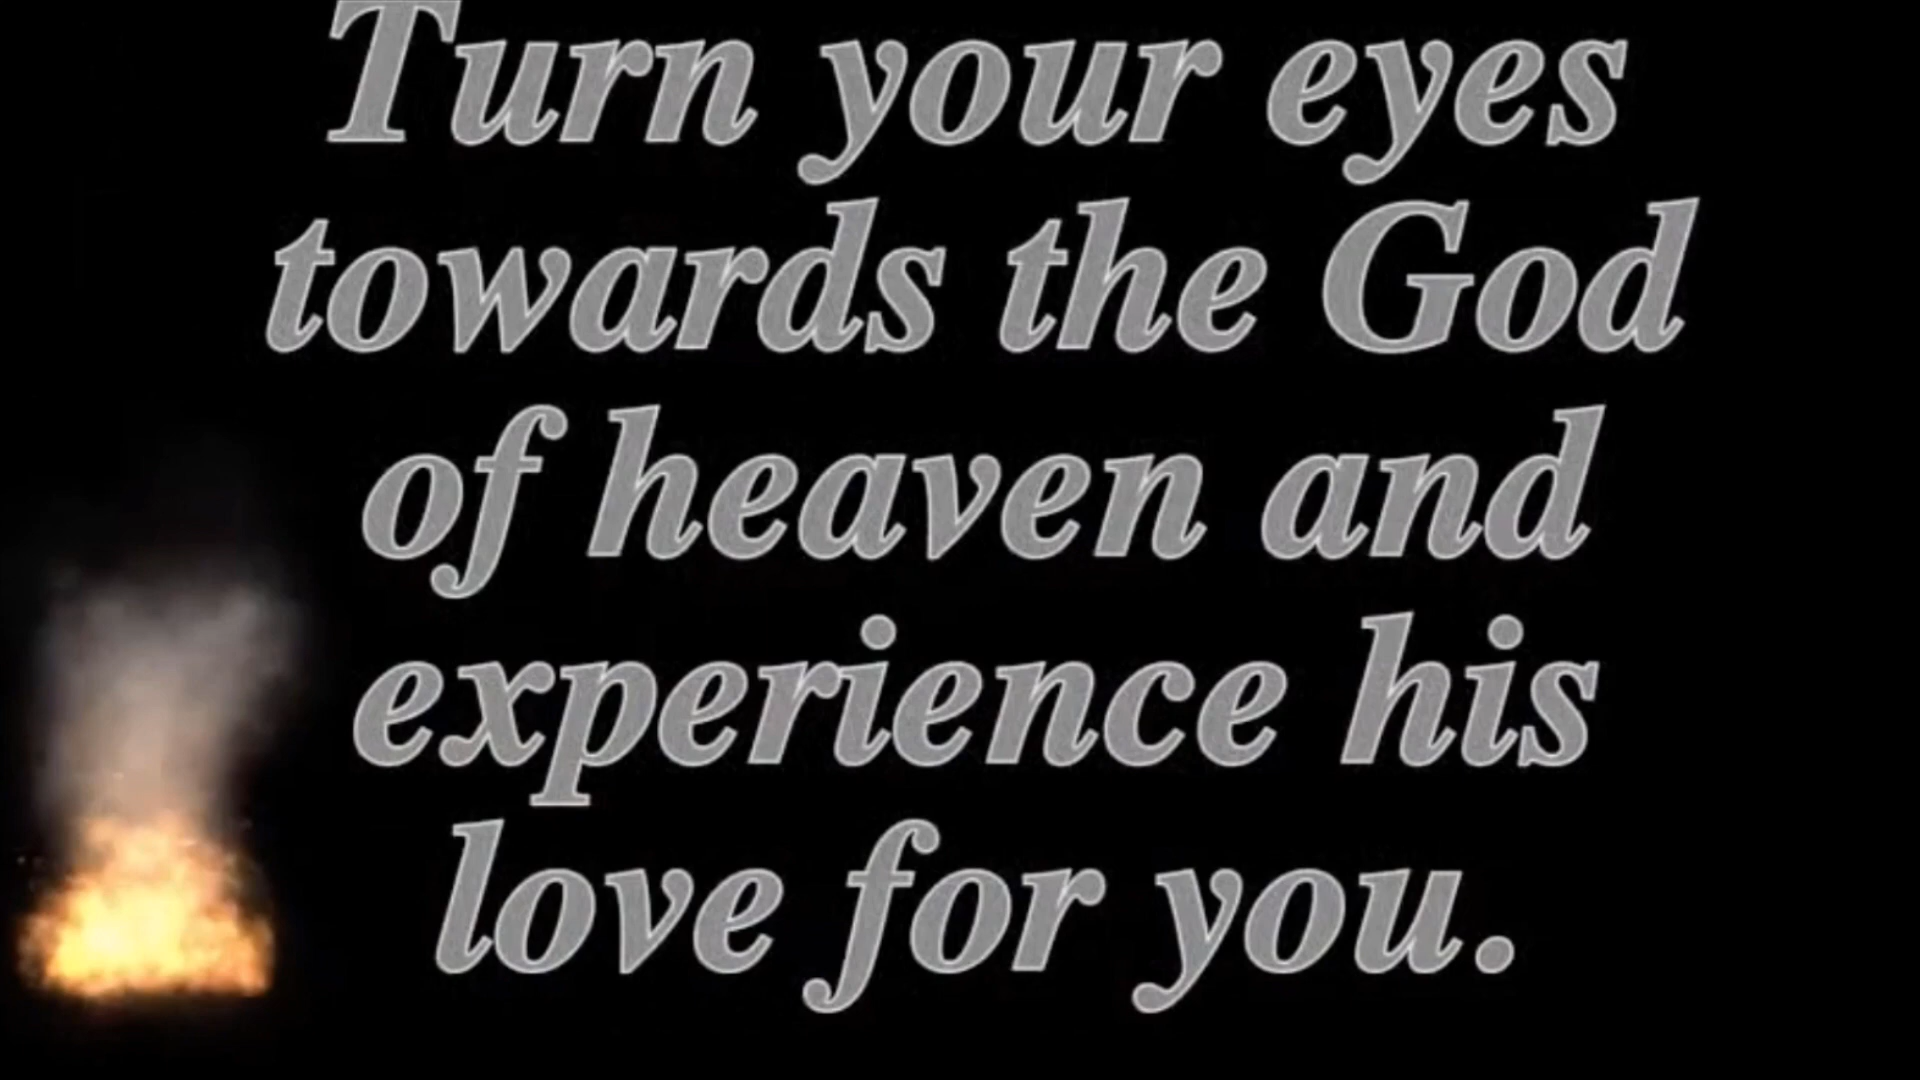 Turn your eyes
towards the God
of heaven and
experience his
love for you.